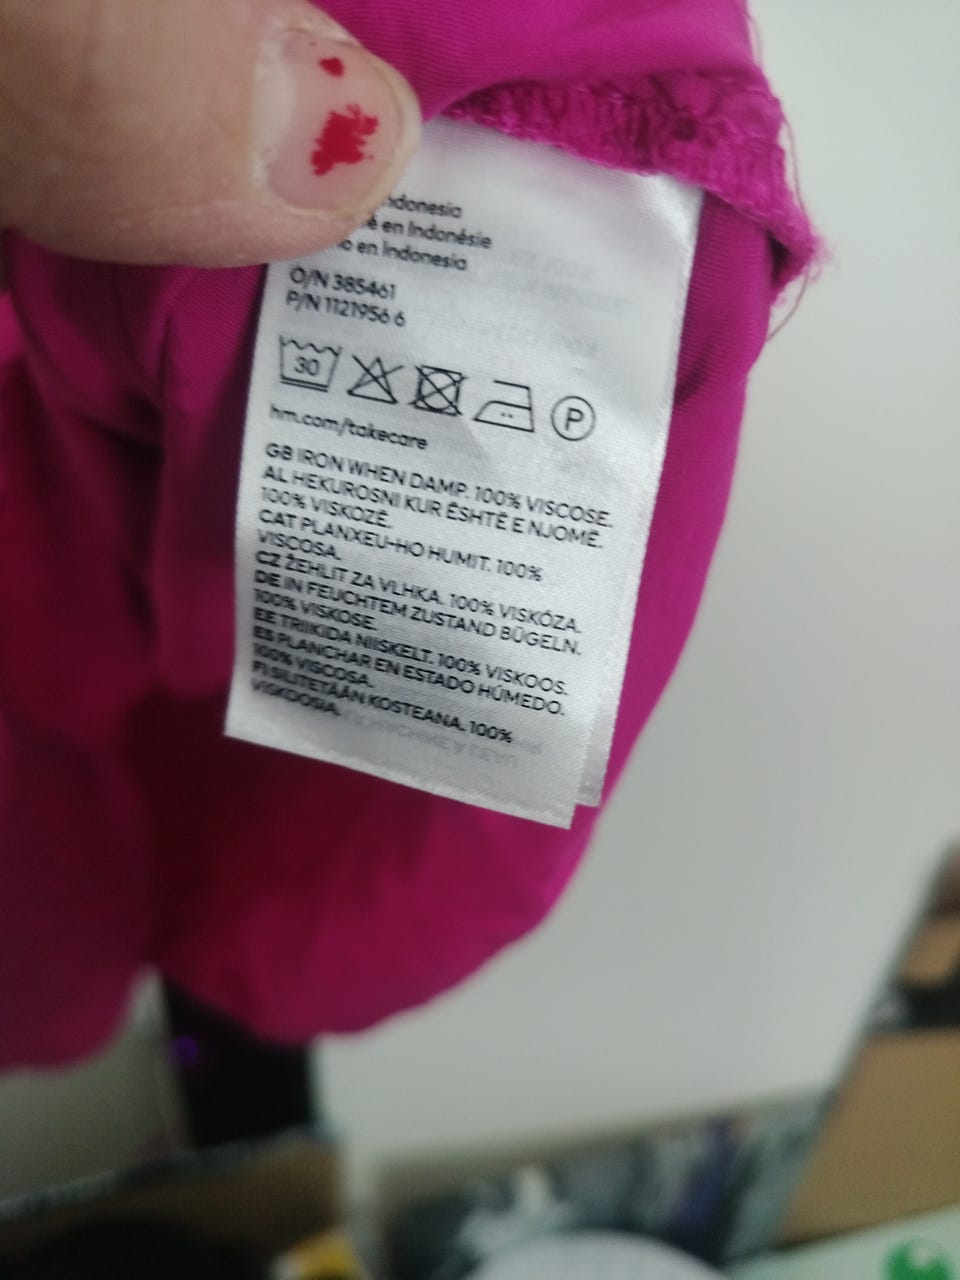 Indonesia
en Indonésie
en Indonesia
O/N 385461
P/N 1121956 6
30 P
hm.com/takecare
GB IRON WHEN DAMP. 100% VISCOSE.
AL HEKUROSNI KUR ËSHTË E NJOMË.
100% VISKOZË.
CAT PLANXEU-HO HUMIT. 100%
VISCOSA.
CZ ŽEHLIT ZA VLHKA. 100% VISKÓZA.
DE IN FEUCHTEM ZUSTAND BÜGELN.
100% VISKOSE.
EE TRIIKIDA NIISKELT. 100% VISKOOS.
ES PLANCHAR EN ESTADO HÚMEDO.
100% VISCOSA.
FI SILITETÄÄN KOSTEANA. 100%
VISKOOSIA.